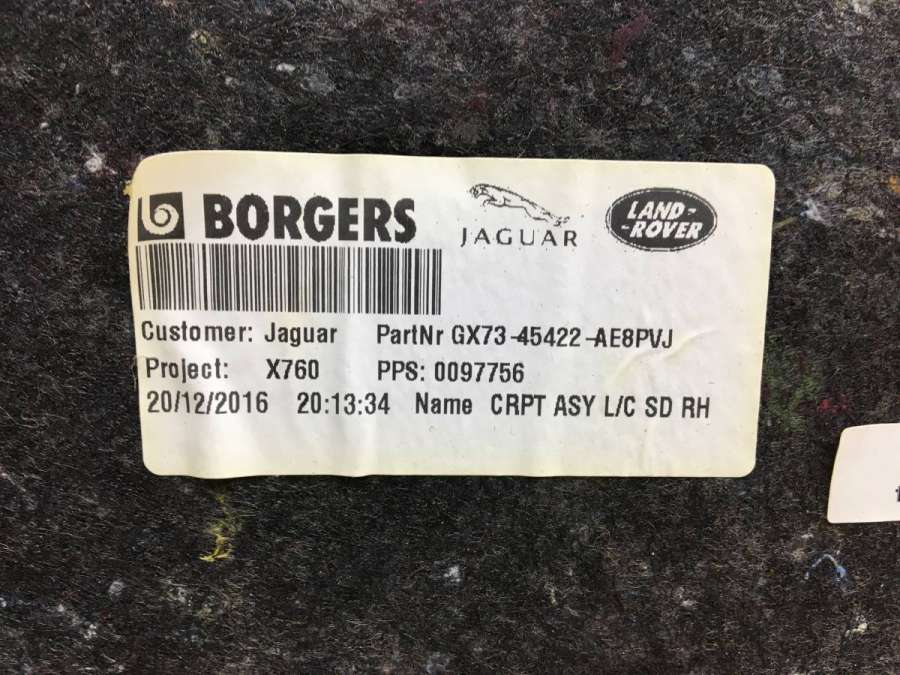 BORGERS
JAGUAR
LAND-
-ROVER
Customer: Jaguar PartNr GX73-45422-AE8PVJ
Project: X760 PPS: 0097756
20/12/2016 20:13:34 Name CRPT ASY L/C SD RH